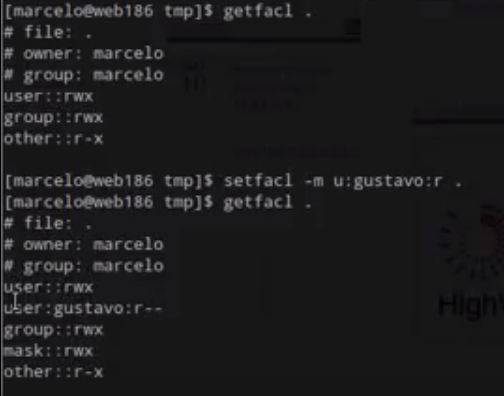 [marcelo@web186 tmp]$ getfacl .
# file: .
# owner: marcelo
# group: marcelo
user::rwx
group::rwx
other::r-x
[marcelo@web186 tmp]$ setfacl -m u:gustavo:r .
[marcelo@web186 tmp]$ getfacl .
# file: .
# owner: marcelo
# group: marcelo
user::rwx
user:gustavo:r--
group::rwx
mask::rwx
other::r-x